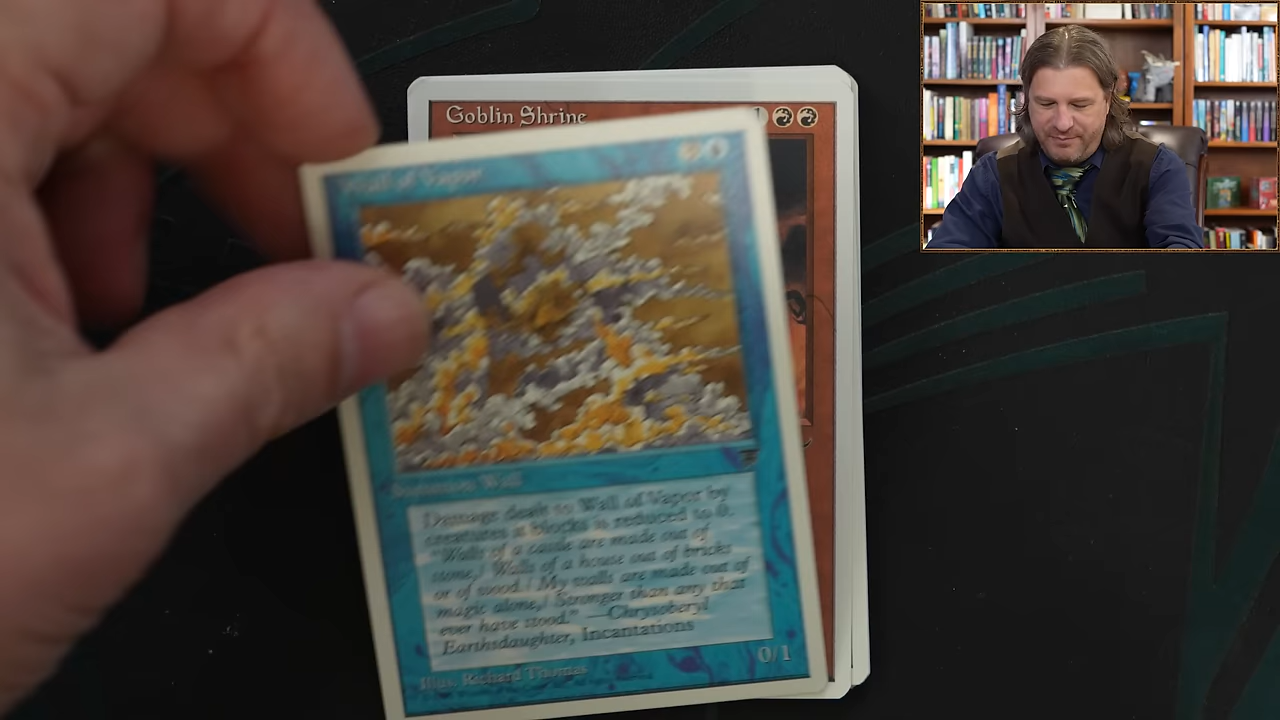 Goblin Shrine
Wall of Vapor
Summon Wall
Damage dealt to Wall of Vapor by
creatures it blocks is reduced to 0.
"Walls of a castle are made out of
stone,/ Walls of a house out of bricks
or of wood./ My walls are made out of
magic alone,/ Stronger than any that
ever have stood." —Chrysoberyl
Earthsdaughter, Incantations
0/1
Illus. Richard Thomas